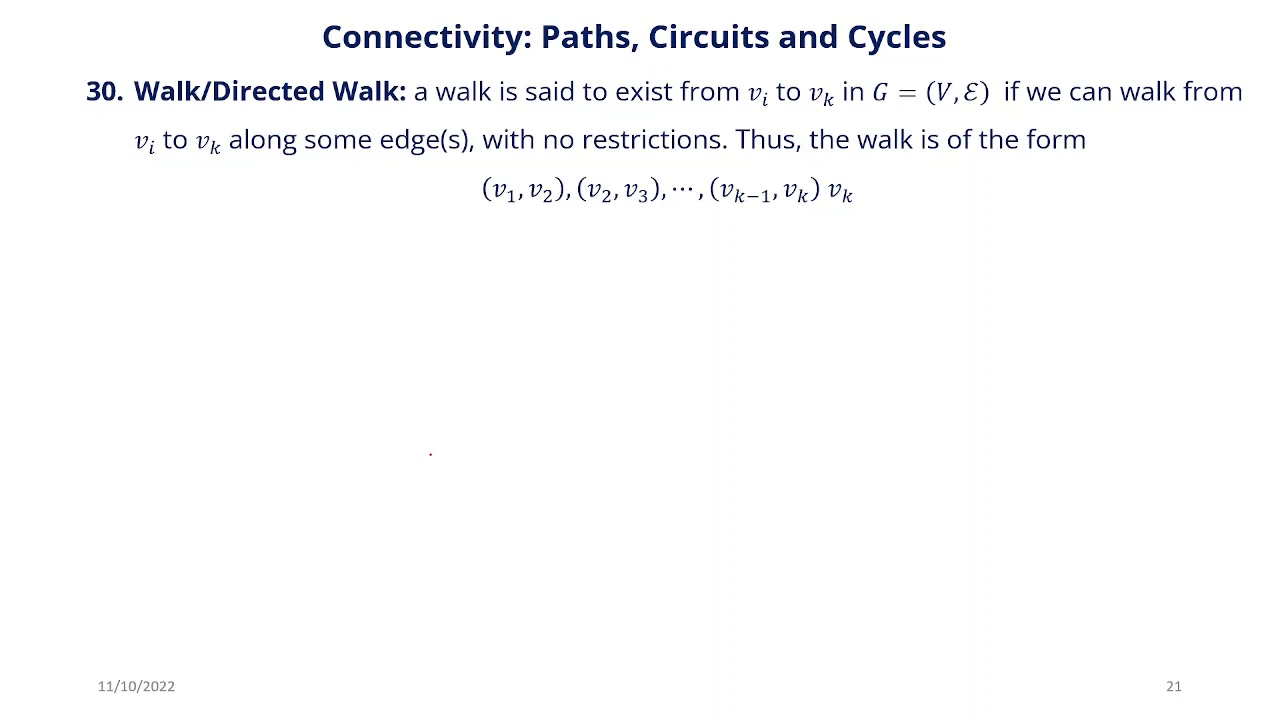 Connectivity: Paths, Circuits and Cycles
30. Walk/Directed Walk: a walk is said to exist from 𝑣ᵢ to 𝑣ₖ in 𝐺 = (𝑉, ℰ) if we can walk from
𝑣ᵢ to 𝑣ₖ along some edge(s), with no restrictions. Thus, the walk is of the form
(𝑣₁, 𝑣₂), (𝑣₂, 𝑣₃), ⋯ , (𝑣ₖ₋₁, 𝑣ₖ) 𝑣ₖ
11/10/2022
21